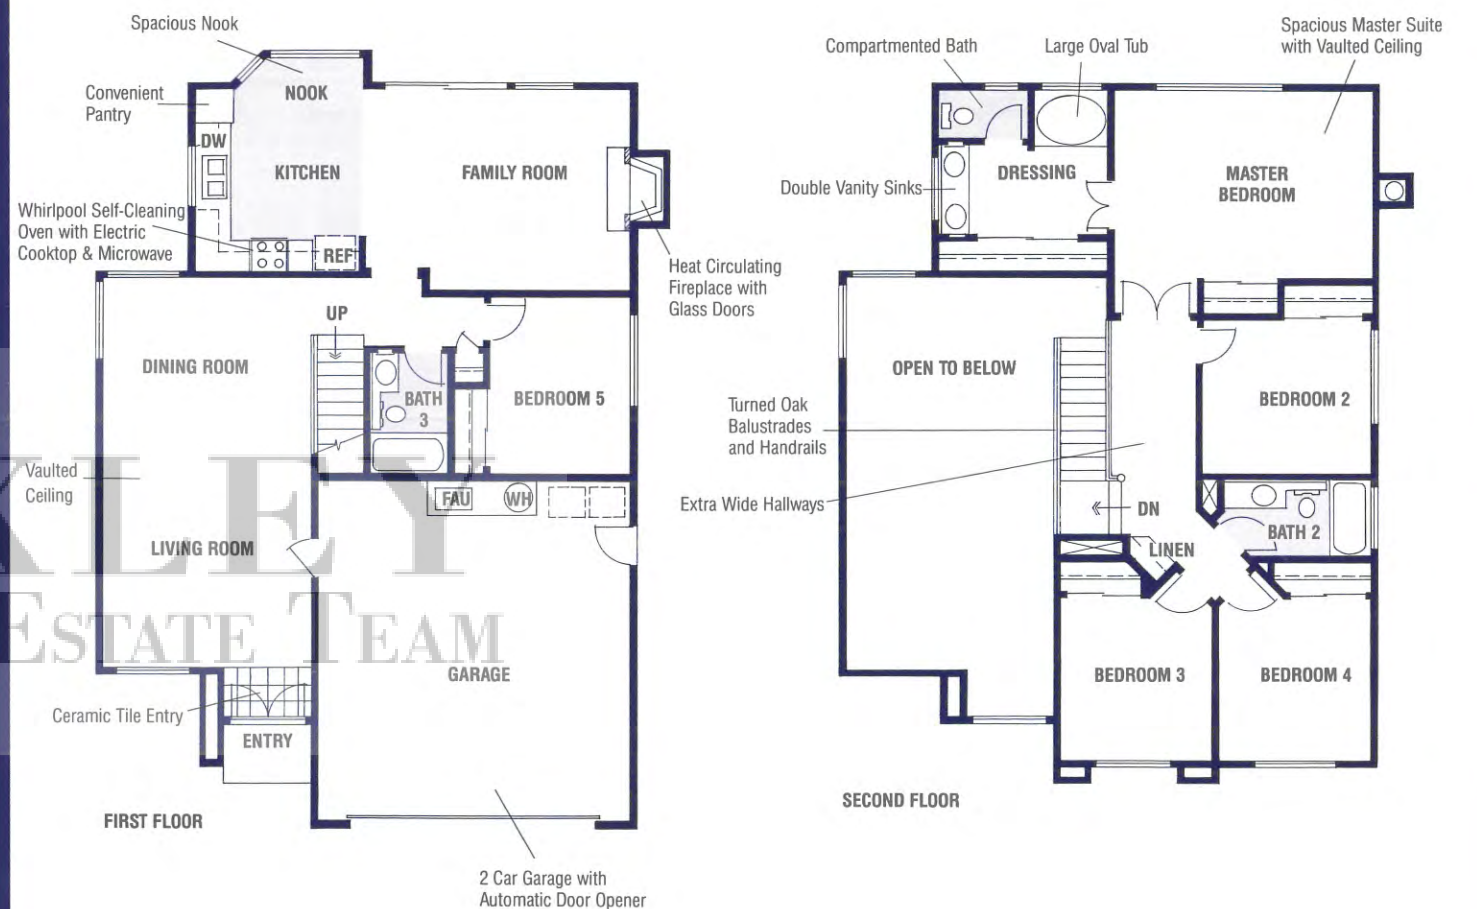 Spacious Nook
Convenient
Pantry
NOOK
DW
KITCHEN
FAMILY ROOM
Whirlpool Self-Cleaning
Oven with Electric
Cooktop & Microwave
REF
Heat Circulating
Fireplace with
Glass Doors
UP
DINING ROOM
BATH
3
BEDROOM 5
Vaulted
Ceiling
FAU
WH
LIVING ROOM
GARAGE
Ceramic Tile Entry
ENTRY
FIRST FLOOR
2 Car Garage with
Automatic Door Opener
KLEY
ESTATE TEAM
Compartmented Bath
Large Oval Tub
Spacious Master Suite
with Vaulted Ceiling
Double Vanity Sinks
DRESSING
MASTER
BEDROOM
OPEN TO BELOW
BEDROOM 2
Turned Oak
Balustrades
and Handrails
Extra Wide Hallways
DN
LINEN
BATH 2
BEDROOM 3
BEDROOM 4
SECOND FLOOR